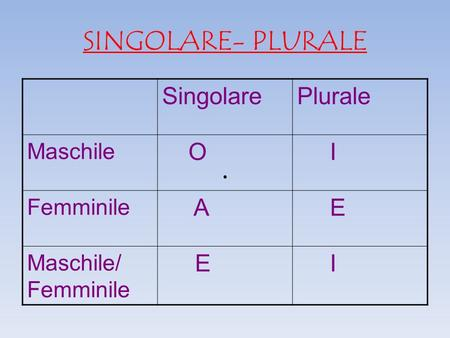 SINGOLARE- PLURALE
Singolare Plurale
Maschile O I
Femminile A E
Maschile/ E I
Femminile